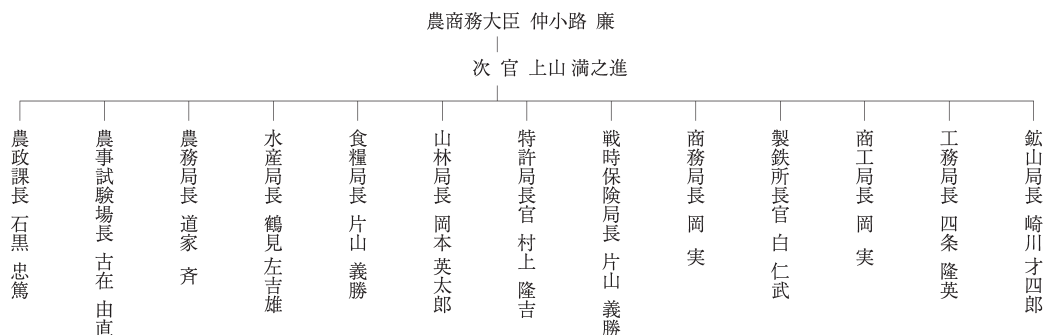 農商務大臣 仲小路 廉
次 官 上山 満之進
鉱山局長 崎川 才四郎
工務局長 四条 隆英
商工局長 岡 実
製鉄所長官 白 仁武
商務局長 岡 実
戦時保険局長 片山 義勝
特許局長官 村上 隆吉
山林局長 岡本 英太郎
食糧局長 片山 義勝
水産局長 鶴見 左吉雄
農務局長 道家 斉
農事試験場長 古在 由直
農政課長 石黒 忠篤